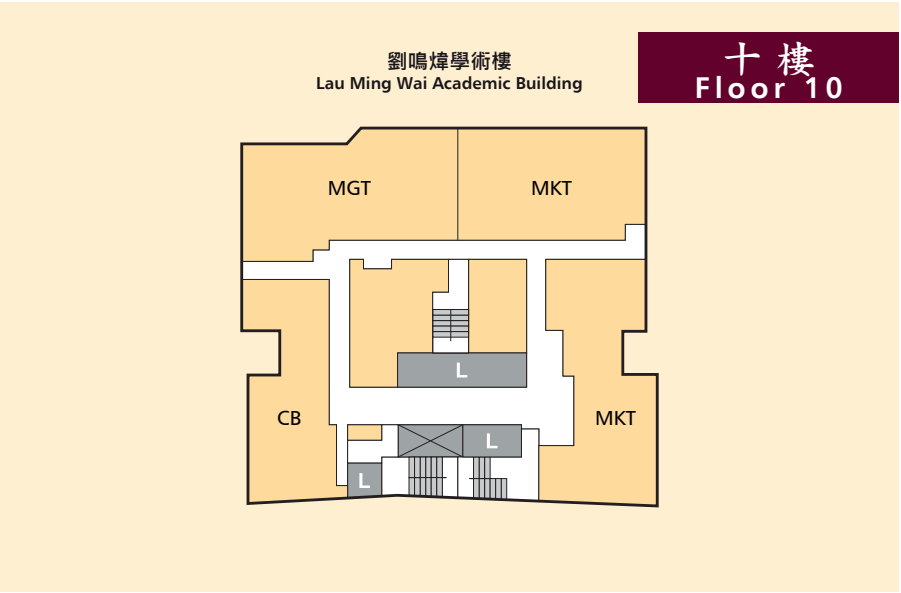 劉鳴煒學術樓
Lau Ming Wai Academic Building
十樓
Floor 10
MGT
MKT
L
CB
MKT
L
L